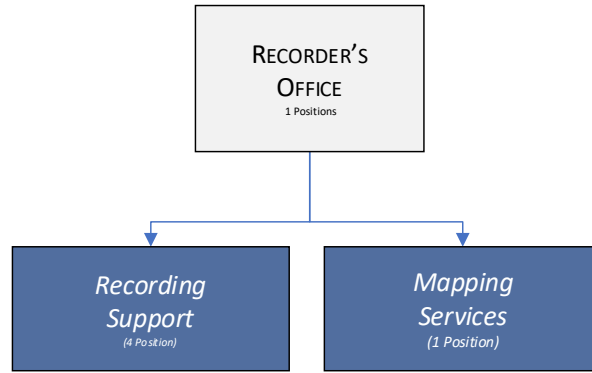 RECORDER'S
OFFICE
1 Positions
Recording
Support
(4 Position)
Mapping
Services
(1 Position)